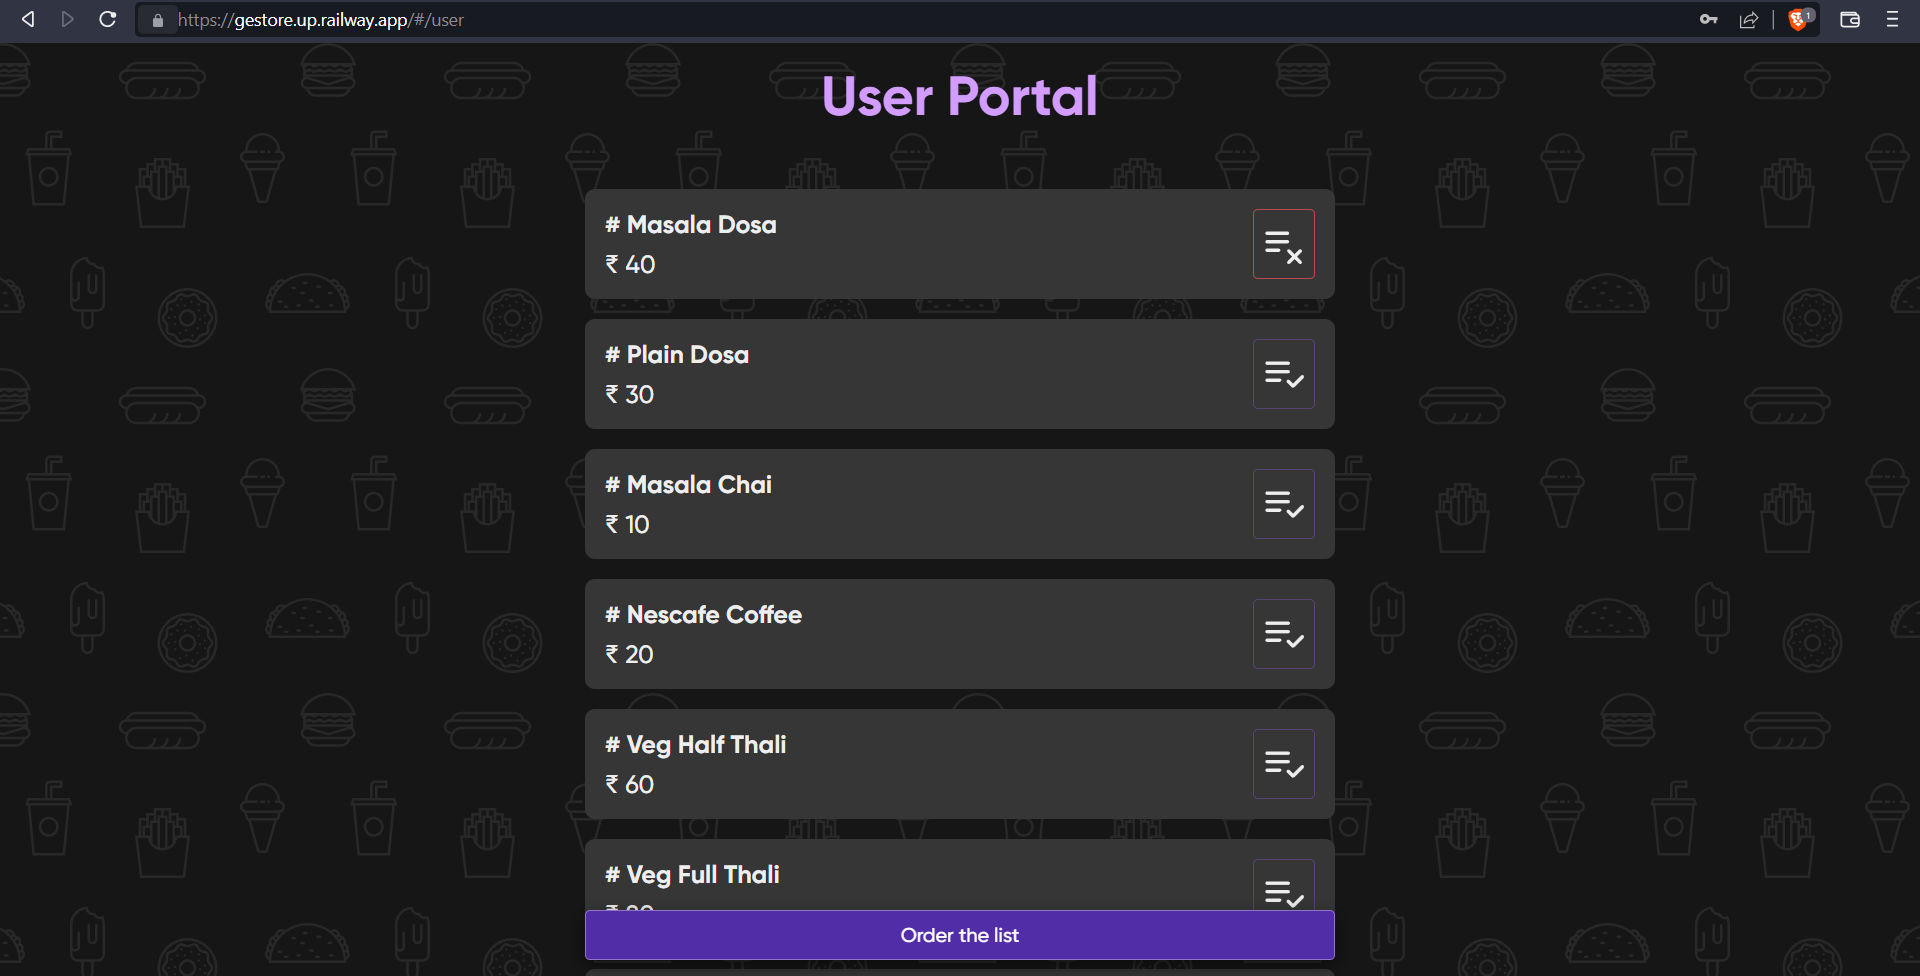 https://gestore.up.railway.app/#/user
1
User Portal
# Masala Dosa
₹ 40
# Plain Dosa
₹ 30
# Masala Chai
₹ 10
# Nescafe Coffee
₹ 20
# Veg Half Thali
₹ 60
# Veg Full Thali
Order the list